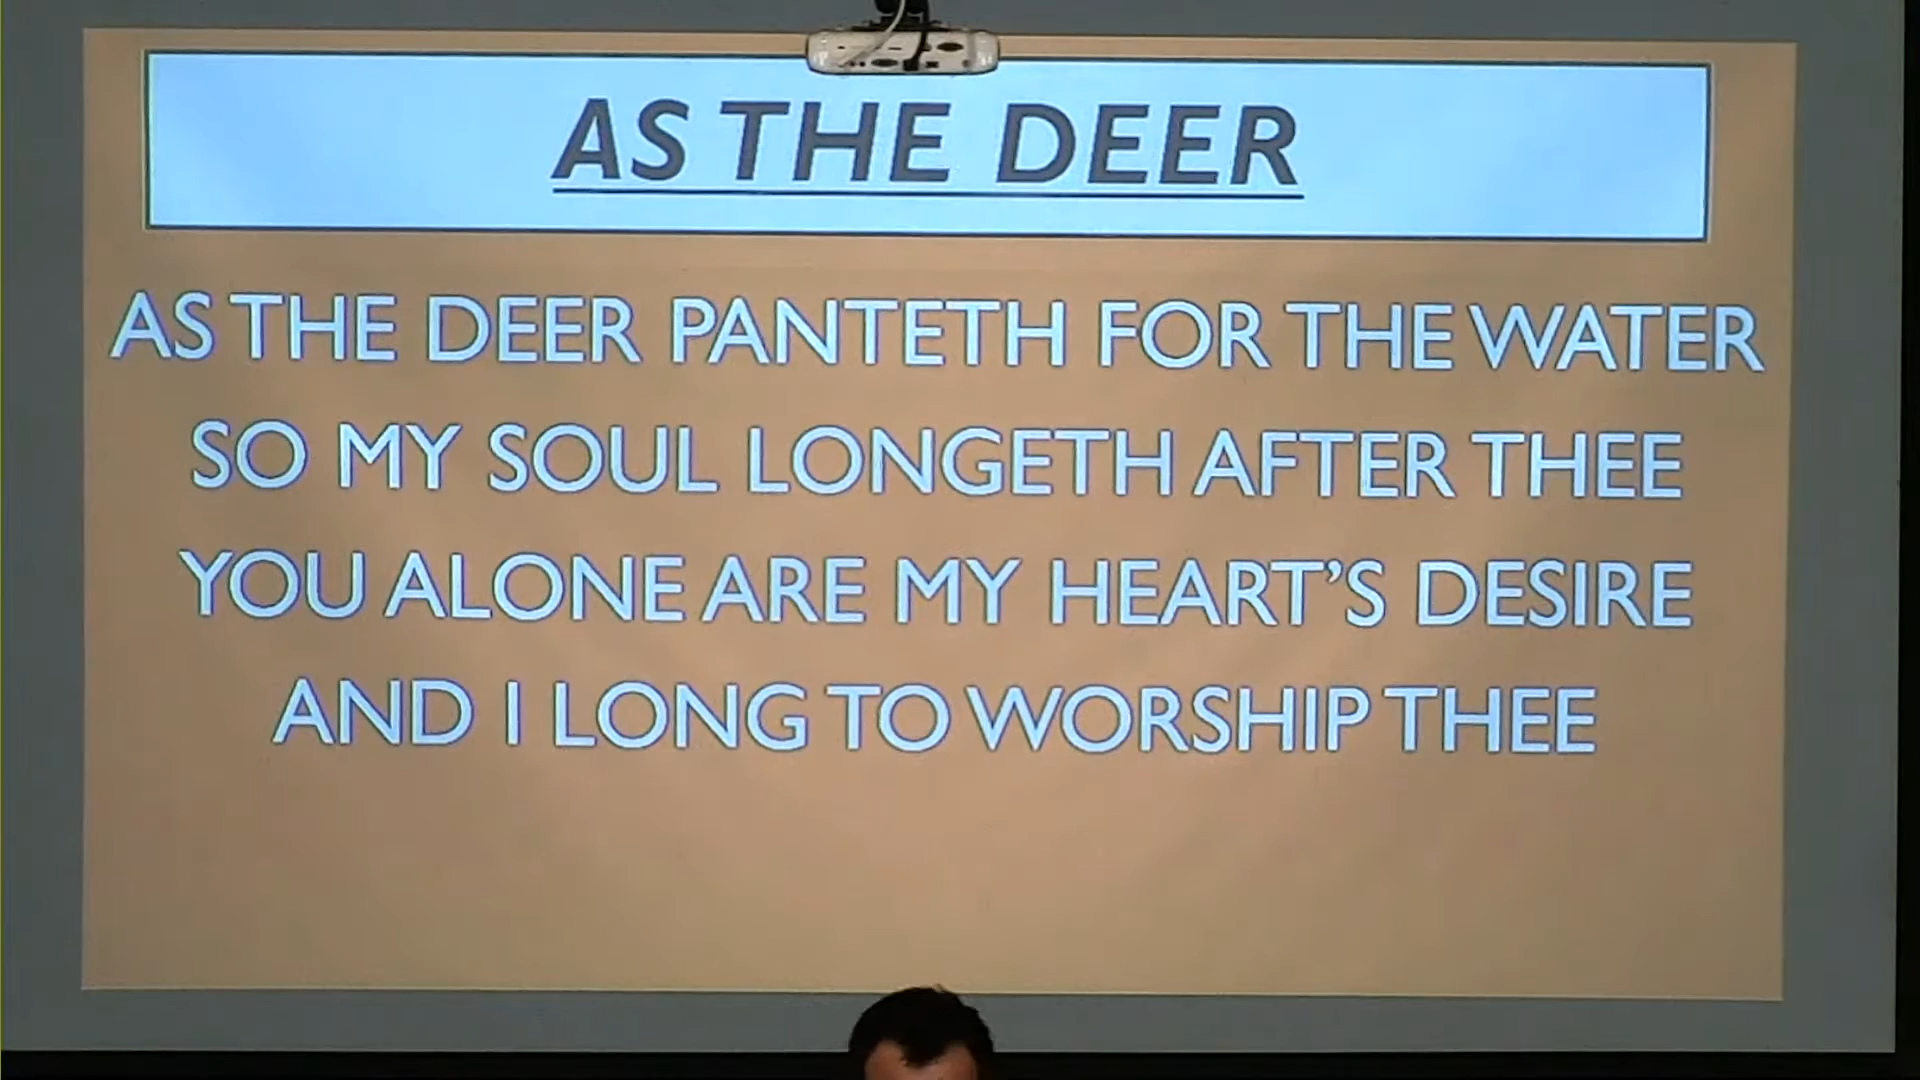 AS THE DEER
AS THE DEER PANTETH FOR THE WATER
SO MY SOUL LONGETH AFTER THEE
YOU ALONE ARE MY HEART’S DESIRE
AND I LONG TO WORSHIP THEE